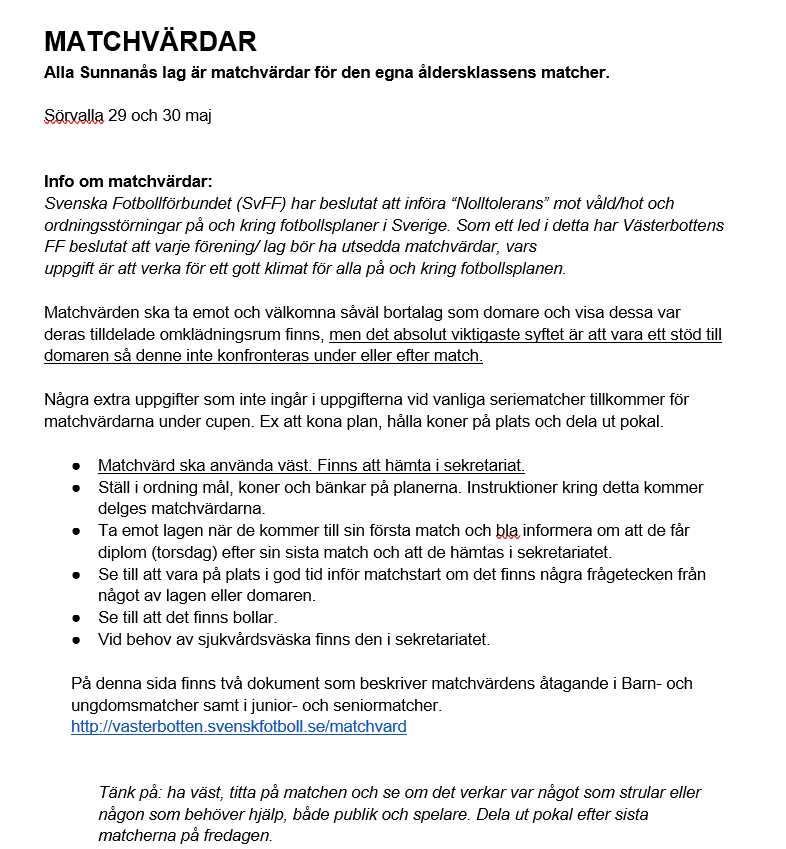 MATCHVÄRDAR
Alla Sunnanås lag är matchvärdar för den egna åldersklassens matcher.
Sörvalla 29 och 30 maj
Info om matchvärdar:
Svenska Fotbollförbundet (SvFF) har beslutat att införa “Nolltolerans” mot våld/hot och
ordningsstörningar på och kring fotbollsplaner i Sverige. Som ett led i detta har Västerbottens
FF beslutat att varje förening/ lag bör ha utsedda matchvärdar, vars
uppgift är att verka för ett gott klimat för alla på och kring fotbollsplanen.
Matchvärden ska ta emot och välkomna såväl bortalag som domare och visa dessa var
deras tilldelade omklädningsrum finns, men det absolut viktigaste syftet är att vara ett stöd till
domaren så denne inte konfronteras under eller efter match.
Några extra uppgifter som inte ingår i uppgifterna vid vanliga seriematcher tillkommer för
matchvärdarna under cupen. Ex att kona plan, hålla koner på plats och dela ut pokal.
● Matchvärd ska använda väst. Finns att hämta i sekretariat.
● Ställ i ordning mål, koner och bänkar på planerna. Instruktioner kring detta kommer
delges matchvärdarna.
● Ta emot lagen när de kommer till sin första match och bla informera om att de får
diplom (torsdag) efter sin sista match och att de hämtas i sekretariatet.
● Se till att vara på plats i god tid inför matchstart om det finns några frågetecken från
något av lagen eller domaren.
● Se till att det finns bollar.
● Vid behov av sjukvårdsväska finns den i sekretariatet.
På denna sida finns två dokument som beskriver matchvärdens åtagande i Barn- och
ungdomsmatcher samt i junior- och seniormatcher.
http://vasterbotten.svenskfotboll.se/matchvard
Tänk på: ha väst, titta på matchen och se om det verkar var något som strular eller
någon som behöver hjälp, både publik och spelare. Dela ut pokal efter sista
matcherna på fredagen.